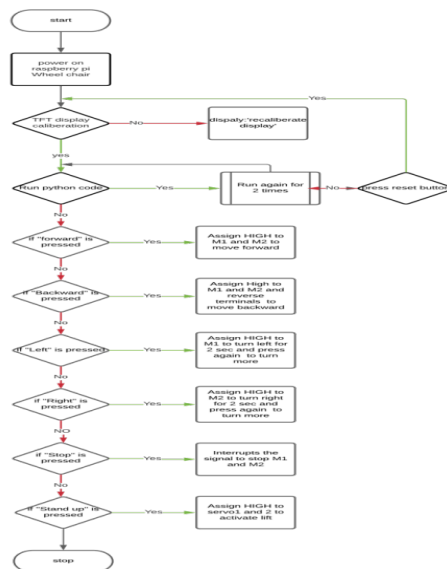 start
power on
raspberry pi
Wheel chair
Yes
TFT display
caliberation
No
dispaly:'recaliberate
display'
yes
Run python code
Yes
Run again for
2 times
No
press reset button
No
if "forward" is
pressed
Yes
Assign HIGH to
M1 and M2 to
move forward
No
if "Backward" is
pressed
Yes
Assign High to
M1 and M2 and
reverse
terminals to
move backward
No
if "Left" is pressed
Yes
Assign HIGH to
M1 to turn left for
2 sec and press
again to turn
more
No
if "Right" is
pressed
Yes
Assign HIGH to
M2 to turn right
for 2 sec and
press again to
turn more
NO
if "Stop" is
pressed
Yes
Interrupts the
signal to stop M1
and M2
No
if "Stand up" is
pressed
Yes
Assign HIGH to
servo1 and 2 to
activate lift
stop